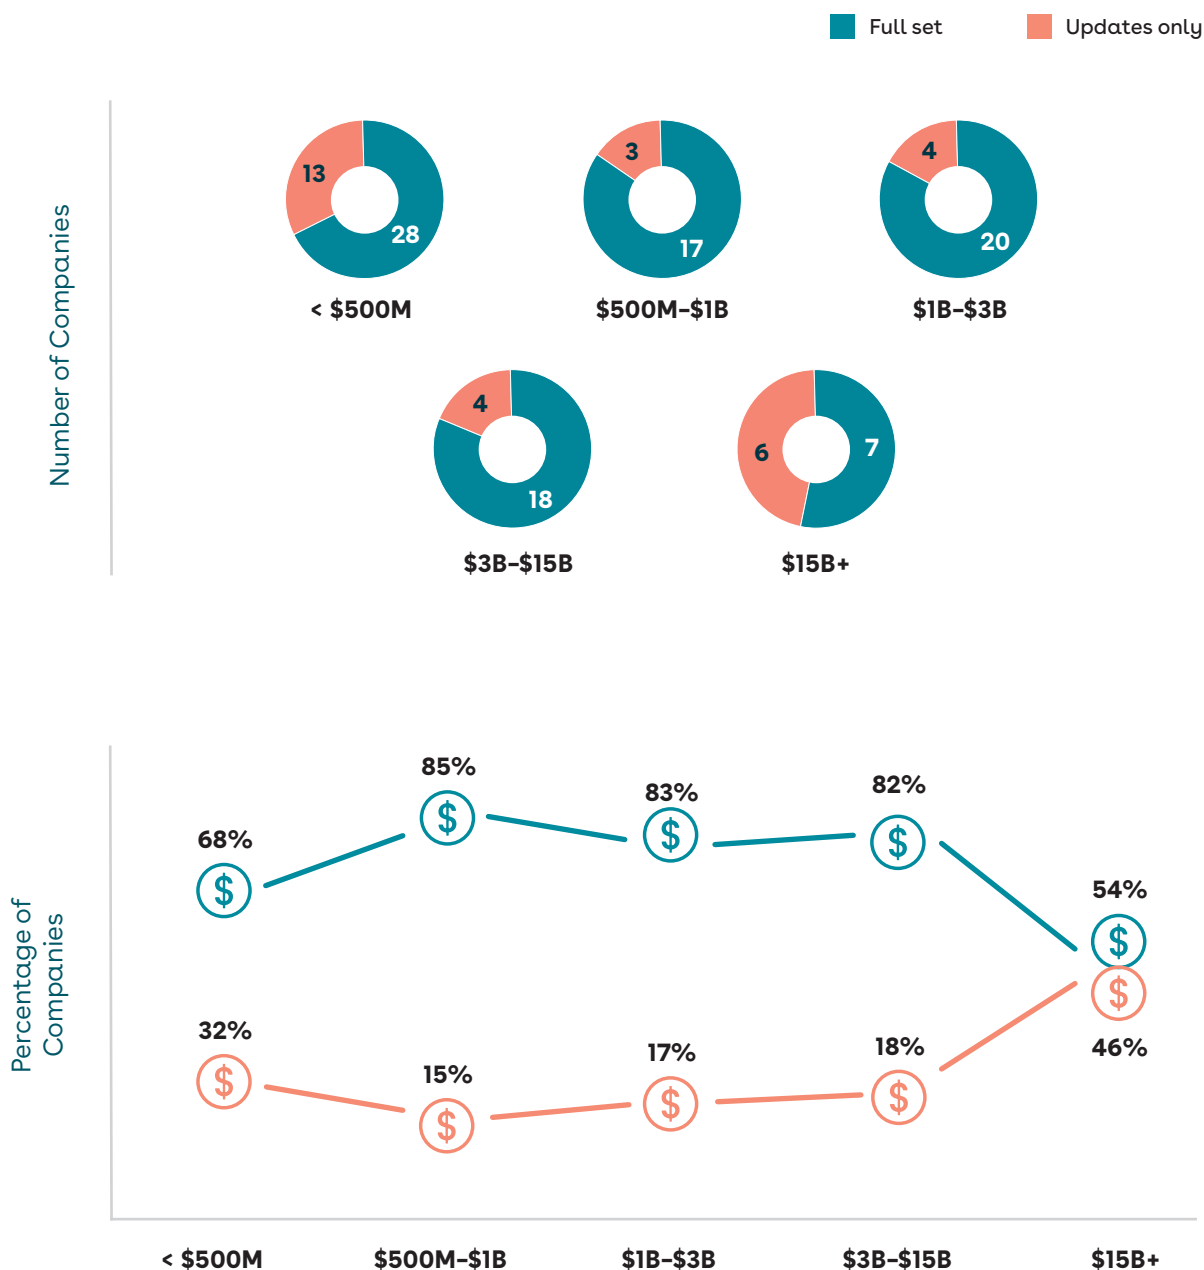 Full set
Updates only
Number of Companies
13
28
3
17
4
20
< $500M
$500M–$1B
$1B–$3B
4
18
6
7
$3B–$15B
$15B+
Percentage of
Companies
68%
85%
83%
82%
54%
$
$
$
$
$
32%
15%
17%
18%
46%
$
$
$
$
$
< $500M
$500M–$1B
$1B–$3B
$3B–$15B
$15B+